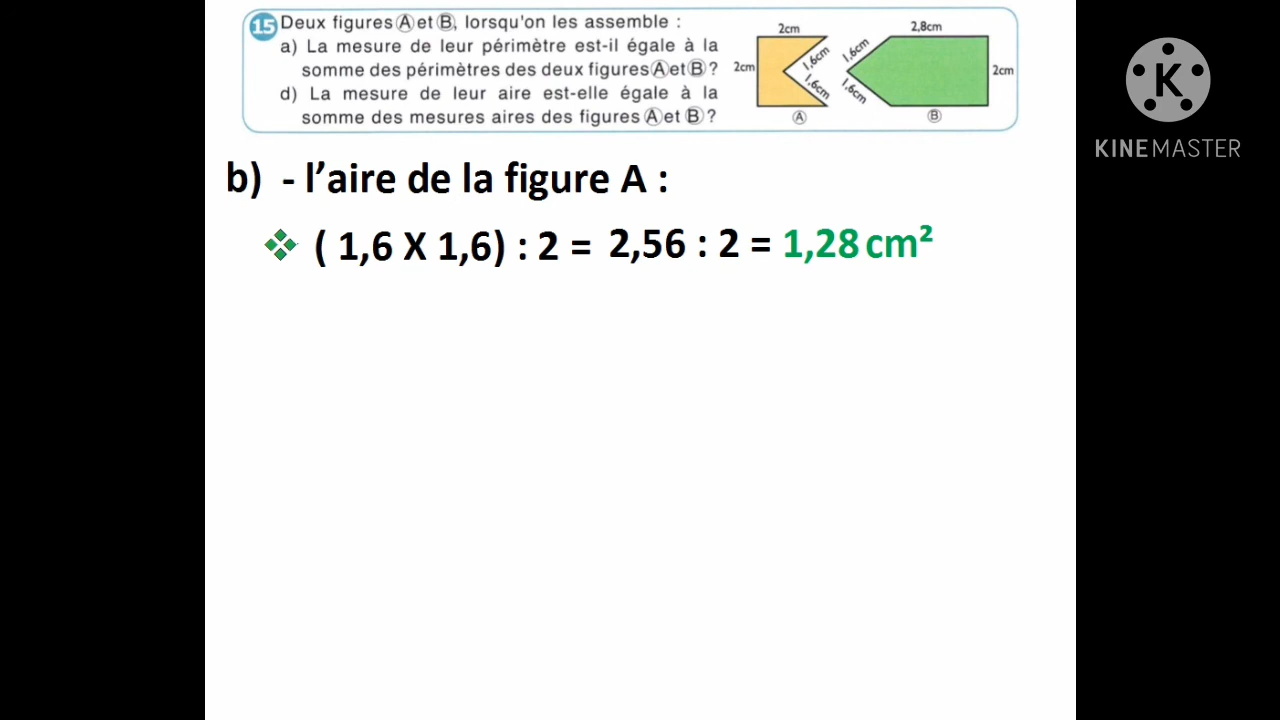 15 Deux figures A et B, lorsqu'on les assemble :
a) La mesure de leur périmètre est-il égale à la
somme des périmètres des deux figures A et B ?
d) La mesure de leur aire est-elle égale à la
somme des mesures aires des figures A et B ?
2cm
2cm
1,6cm
1,6cm
A
2,8cm
1,6cm
1,6cm
2cm
B
K
KINEMASTER
b) - l’aire de la figure A :
❖ ( 1,6 X 1,6) : 2 = 2,56 : 2 = 1,28 cm²